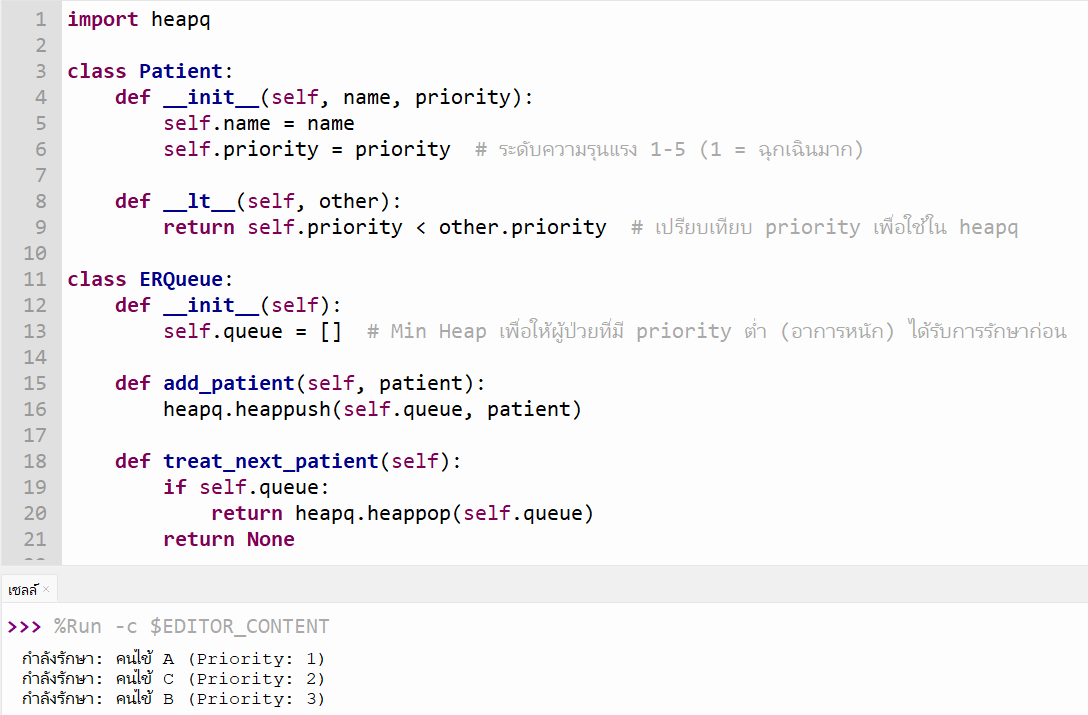 1 import heapq
2
3 class Patient:
4     def __init__(self, name, priority):
5         self.name = name
6         self.priority = priority  # ระดับความรุนแรง 1-5 (1 = ฉุกเฉินมาก)
7
8     def __lt__(self, other):
9         return self.priority < other.priority  # เปรียบเทียบ priority เพื่อใช้ใน heapq
10
11 class ERQueue:
12     def __init__(self):
13         self.queue = []  # Min Heap เพื่อให้ผู้ป่วยที่มี priority ต่ำ (อาการหนัก) ได้รับการรักษาก่อน
14
15     def add_patient(self, patient):
16         heapq.heappush(self.queue, patient)
17
18     def treat_next_patient(self):
19         if self.queue:
20             return heapq.heappop(self.queue)
21         return None
เชลล์ ×
>>> %Run -c $EDITOR_CONTENT
กำลังรักษา: คนไข้ A (Priority: 1)
กำลังรักษา: คนไข้ C (Priority: 2)
กำลังรักษา: คนไข้ B (Priority: 3)